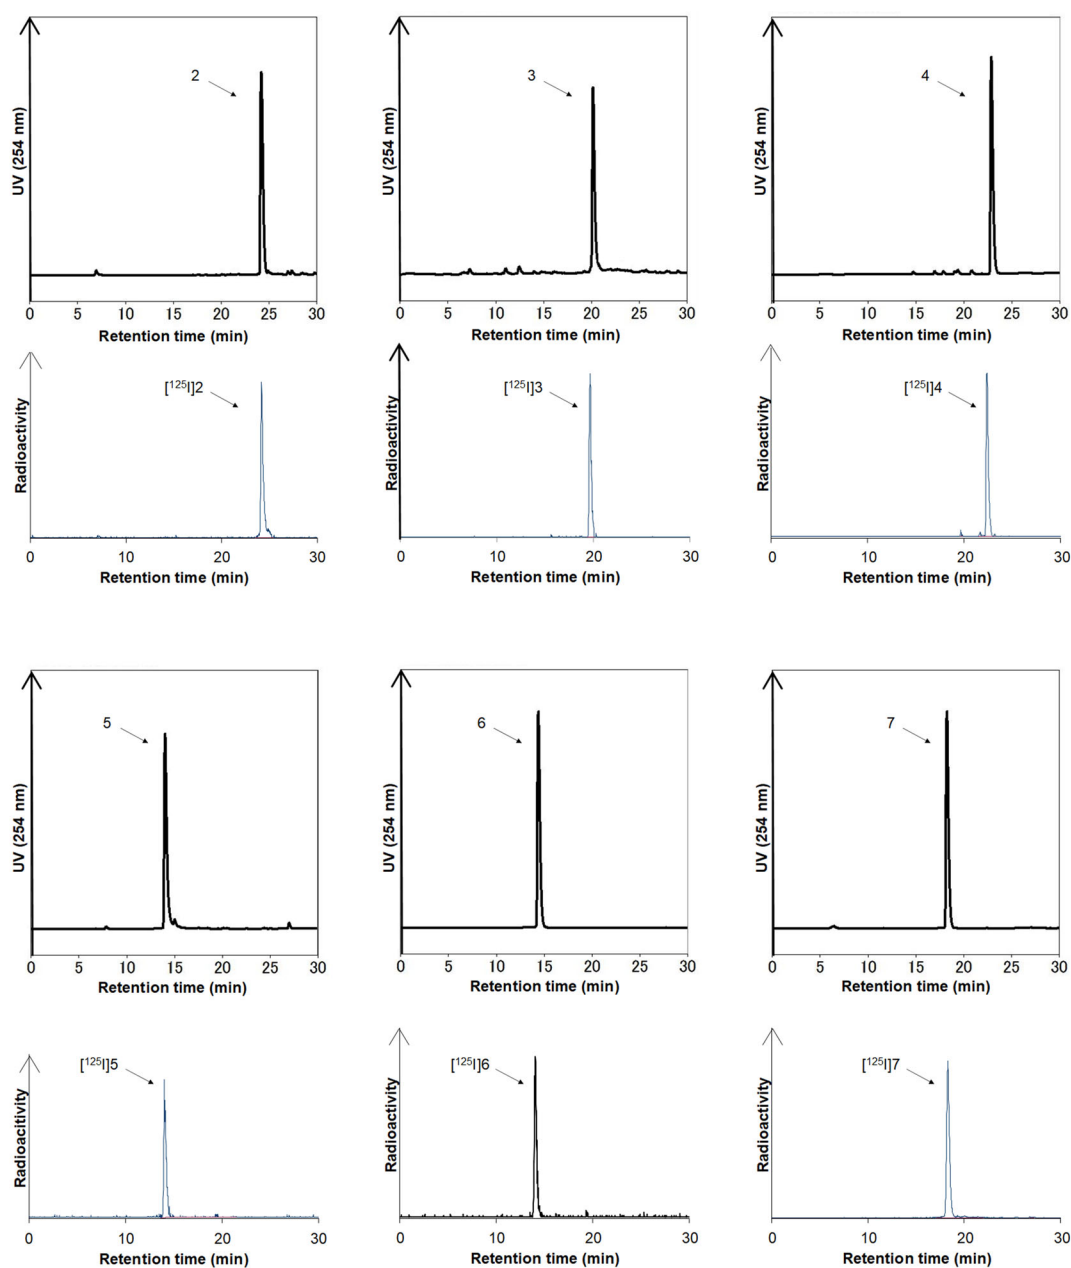 2
UV (254 nm)
0 5 10 15 20 25 30
Retention time (min)
3
UV (254 nm)
0 5 10 15 20 25 30
Retention time (min)
4
UV (254 nm
0 5 10 15 20 25 30
Retention time (min)
[¹²⁵I]2
Radioactivity
0 10 20 30
Retention time (min)
[¹²⁵I]3
Radioactivity
0 10 20 30
Retention time (min)
[¹²⁵I]4
Radioactivity
0 10 20 30
Retention time (min)
5
UV (254 nm)
0 5 10 15 20 25 30
Retention time (min)
6
UV (254 nm)
0 5 10 15 20 25 30
Retention time (min)
7
UV (254 nm)
0 5 10 15 20 25 30
Retention time (min)
[¹²⁵I]5
Radioacitivity
0 10 20 30
Retention time (min)
[¹²⁵I]6
Radioactivity
0 10 20 30
Retention time (min)
[¹²⁵I]7
Radioactivity
0 10 20 30
Retention time (min)